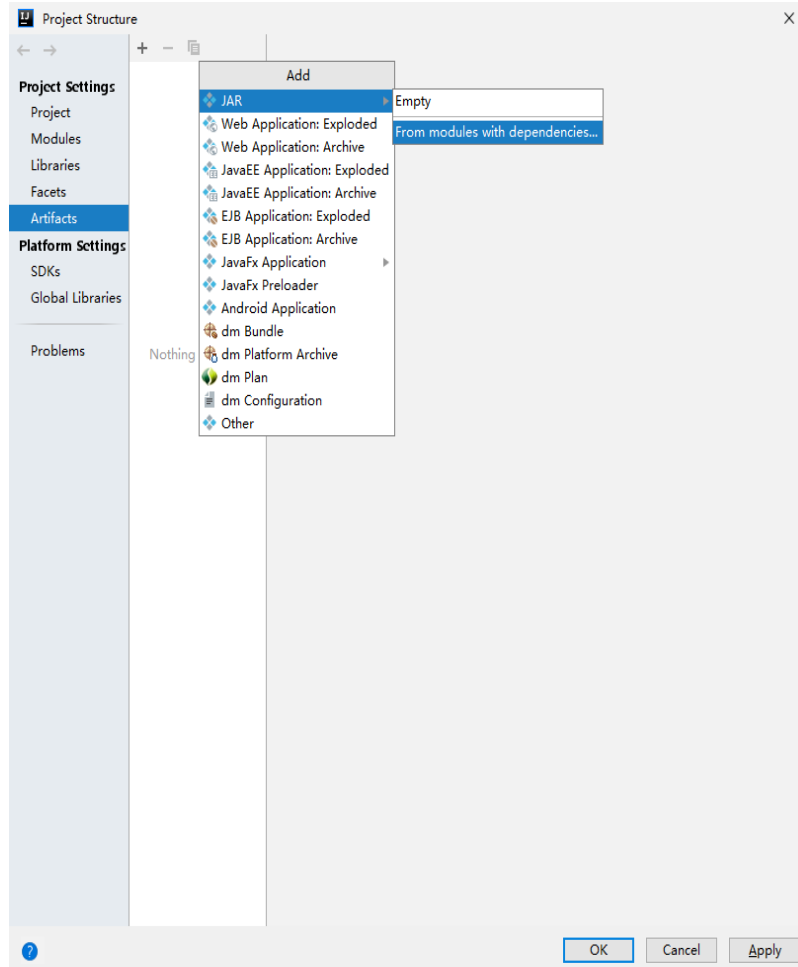 Project Structure
Project Settings
Project
Modules
Libraries
Facets
Artifacts
Platform Settings
SDKs
Global Libraries
Problems
Nothing
Add
JAR
Web Application: Exploded
Web Application: Archive
JavaEE Application: Exploded
JavaEE Application: Archive
EJB Application: Exploded
EJB Application: Archive
JavaFx Application
JavaFx Preloader
Android Application
dm Bundle
dm Platform Archive
dm Plan
dm Configuration
Other
Empty
From modules with dependencies...
OK
Cancel
Apply